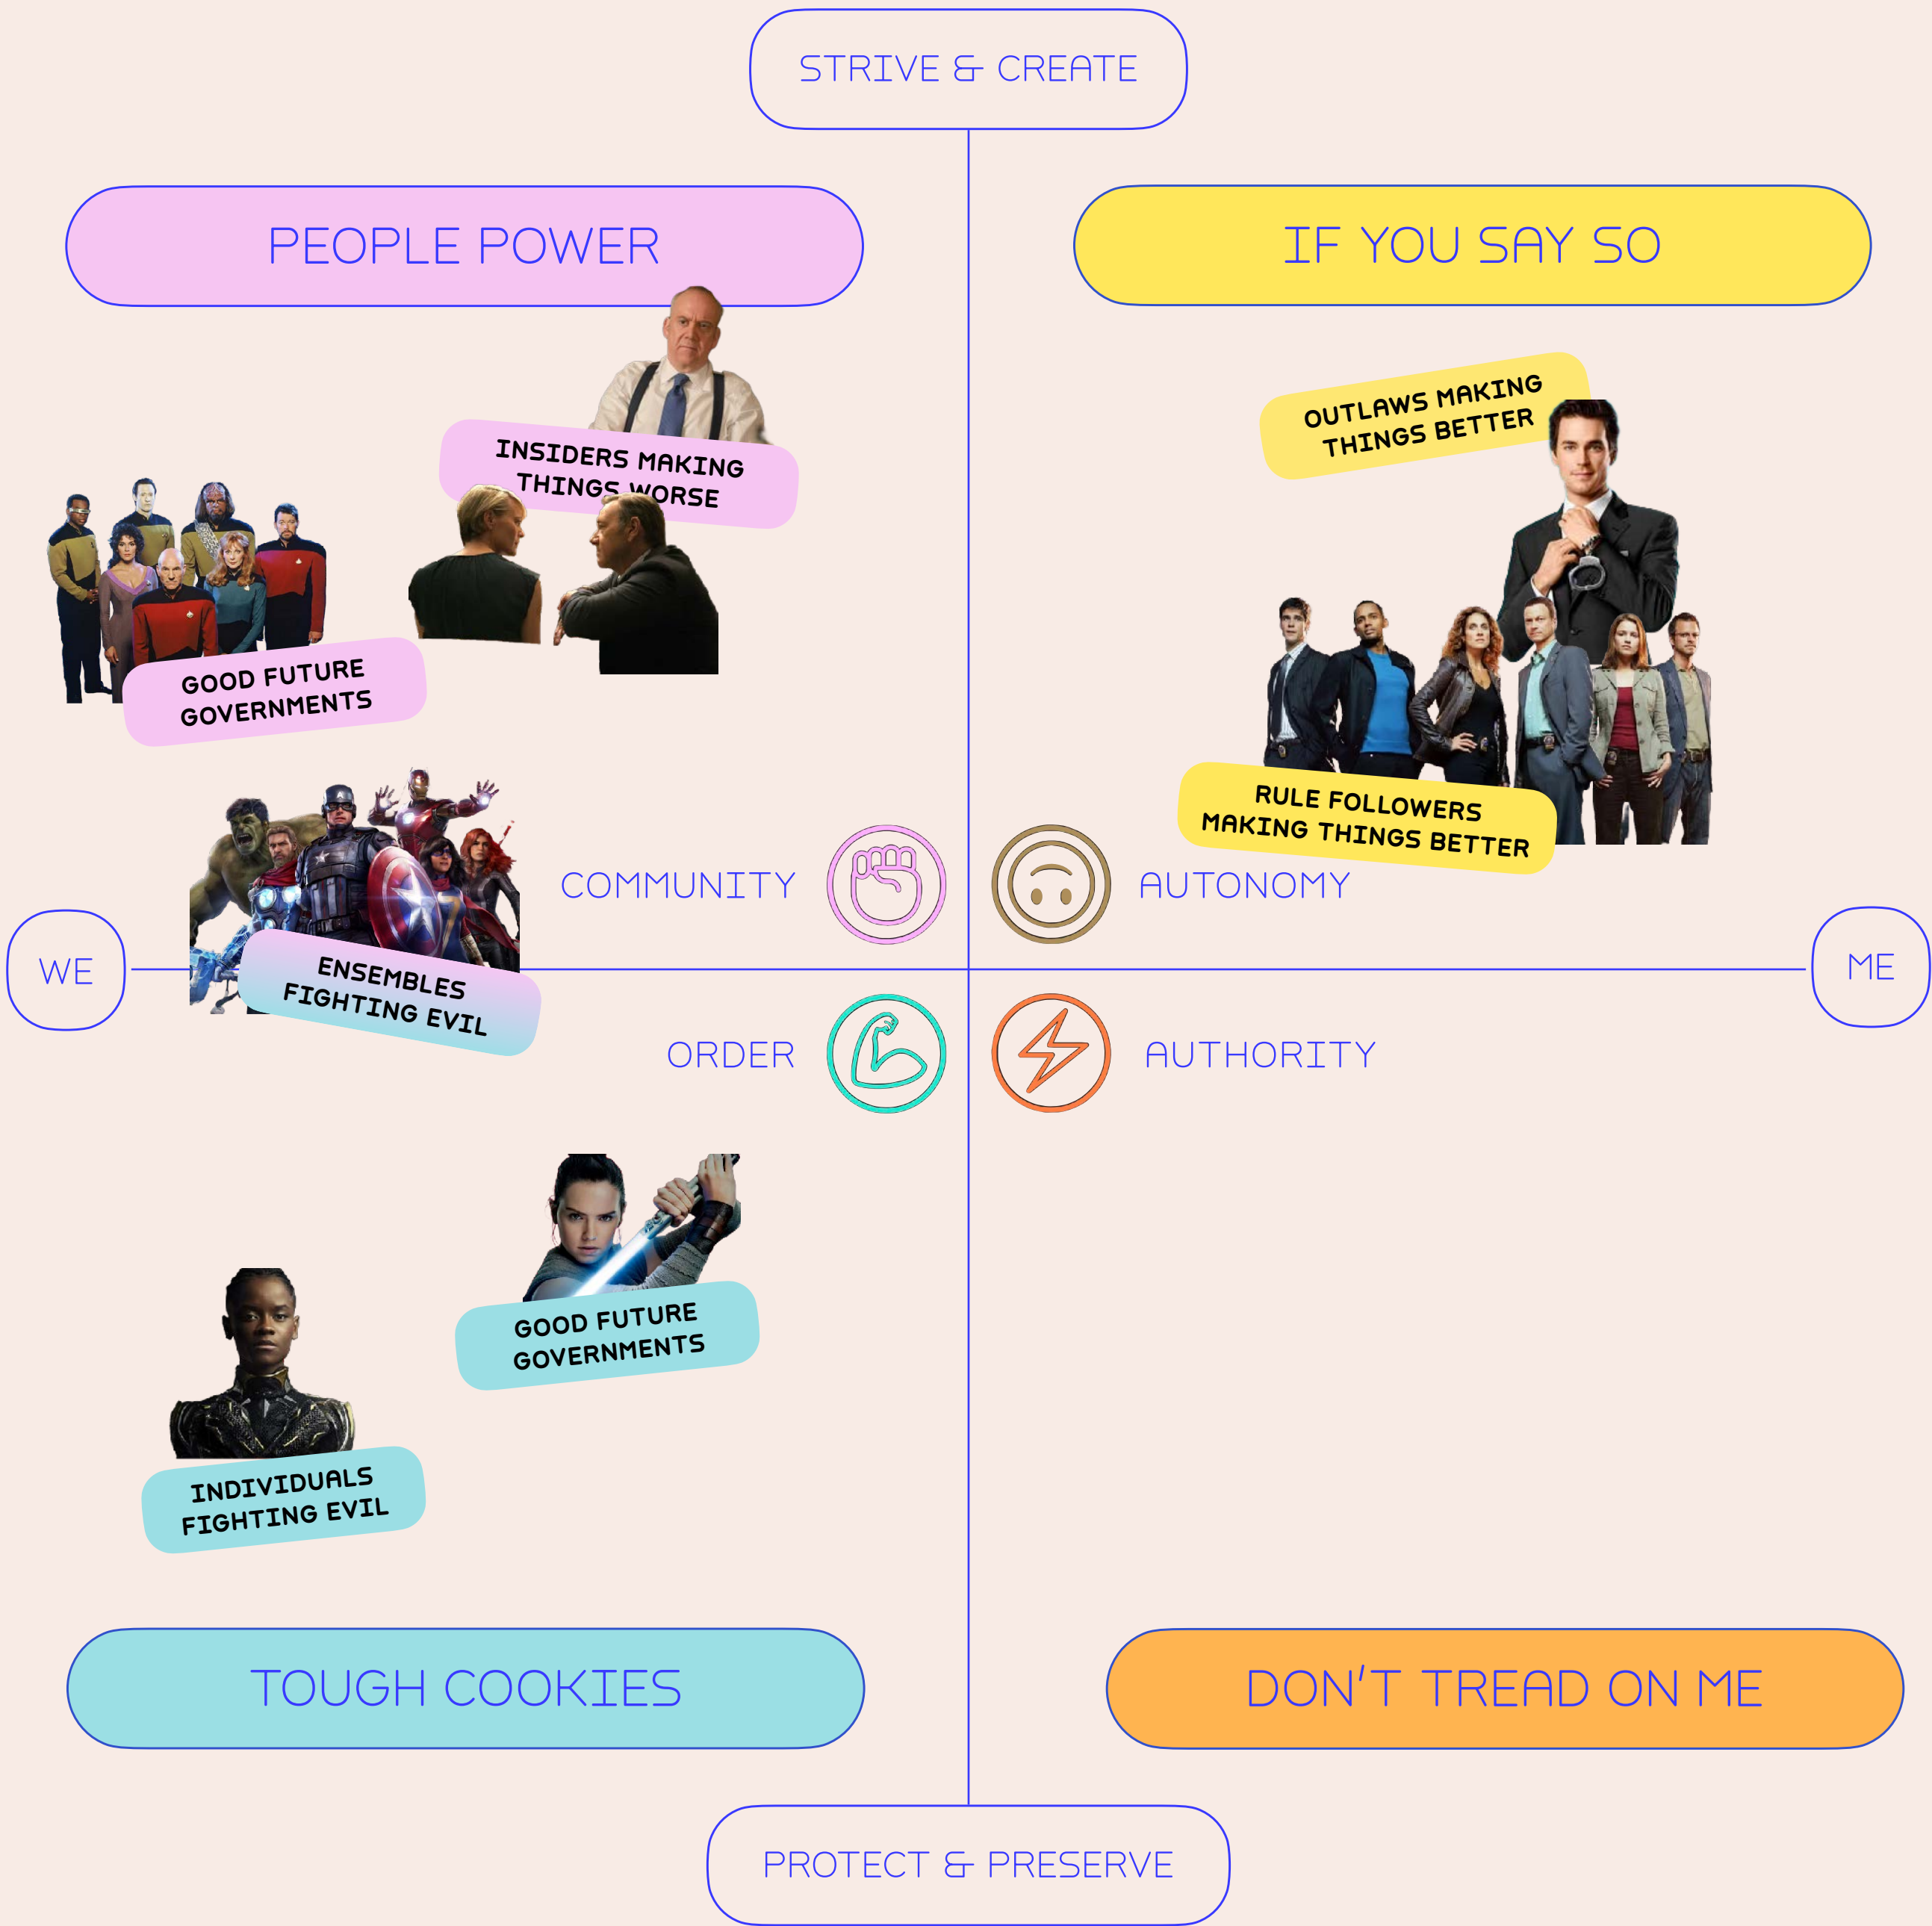 STRIVE & CREATE
PEOPLE POWER
IF YOU SAY SO
OUTLAWS MAKING
THINGS BETTER
INSIDERS MAKING
THINGS WORSE
GOOD FUTURE
GOVERNMENTS
RULE FOLLOWERS
MAKING THINGS BETTER
COMMUNITY
AUTONOMY
WE
ME
ENSEMBLES
FIGHTING EVIL
ORDER
AUTHORITY
GOOD FUTURE
GOVERNMENTS
INDIVIDUALS
FIGHTING EVIL
TOUGH COOKIES
DON'T TREAD ON ME
PROTECT & PRESERVE